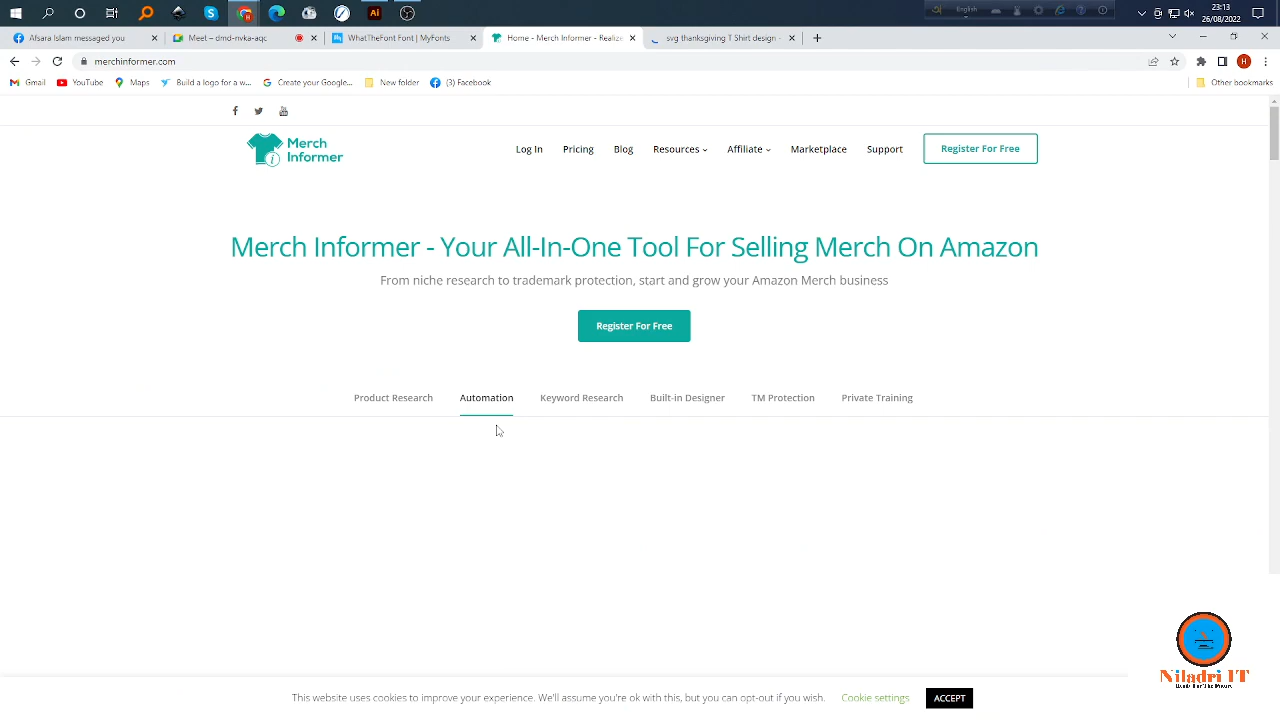 English
23:13
26/08/2022
Afsara Islam messaged you
Meet – dmd-nvka-aqc
WhatTheFont Font | MyFonts
Home - Merch Informer - Realize
svg thanksgiving T Shirt design -
merchinformer.com
Gmail
YouTube
Maps
Build a logo for a w...
Create your Google...
New folder
(3) Facebook
Other bookmarks
Merch
Informer
Log In
Pricing
Blog
Resources
Affiliate
Marketplace
Support
Register For Free
Merch Informer - Your All-In-One Tool For Selling Merch On Amazon
From niche research to trademark protection, start and grow your Amazon Merch business
Register For Free
Product Research
Automation
Keyword Research
Built-in Designer
TM Protection
Private Training
Niladri IT
This website uses cookies to improve your experience. We'll assume you're ok with this, but you can opt-out if you wish.
Cookie settings
ACCEPT